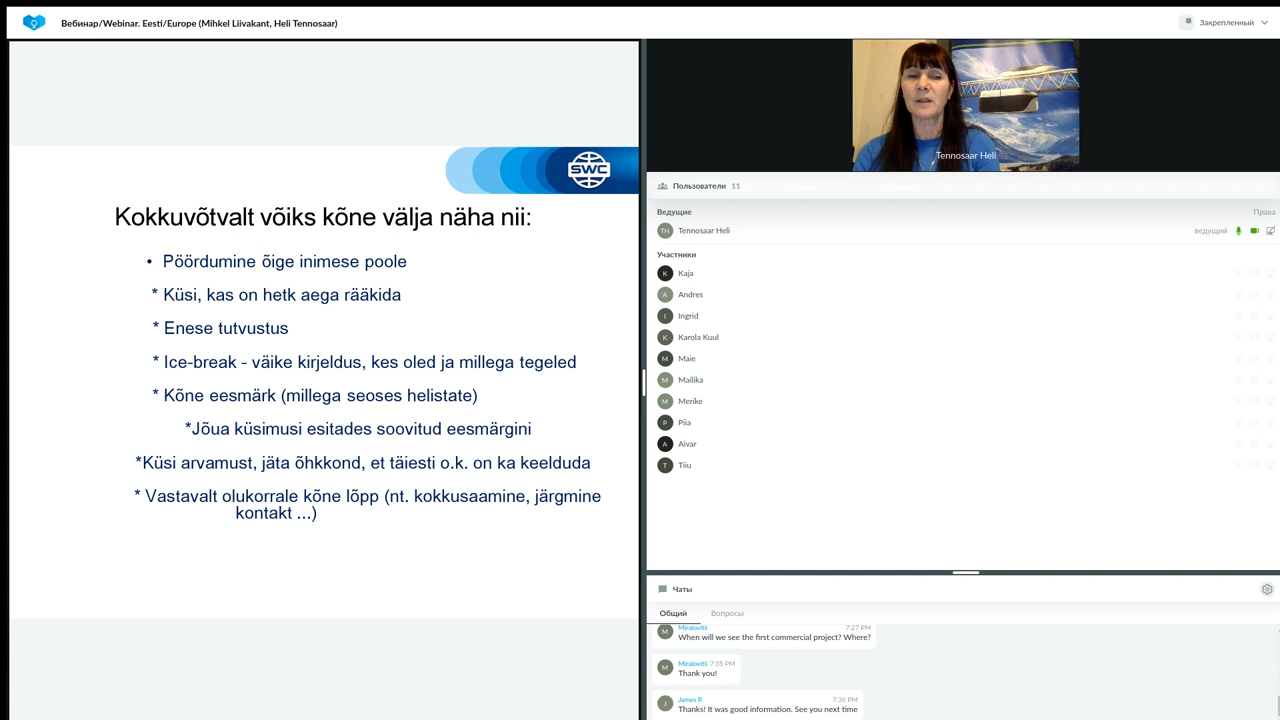 Вебинар/Webinar. Eesti/Europe (Mihkel Liivakant, Heli Tennosaar)
Закрепленный
SWC
Kokkuvõtvalt võiks kõne välja näha nii:
• Pöördumine õige inimese poole
* Küsi, kas on hetk aega rääkida
* Enese tutvustus
* Ice-break - väike kirjeldus, kes oled ja millega tegeled
* Kõne eesmärk (millega seoses helistate)
*Jõua küsimusi esitades soovitud eesmärgini
*Küsi arvamust, jäta õhkkond, et täiesti o.k. on ka keelduda
* Vastavalt olukorrale kõne lõpp (nt. kokkusaamine, järgmine
kontakt ...)
Tennosaar Heli
Пользователи 11
Ведущие Права
TH Tennosaar Heli ведущий
Участники
K Kaja
A Andres
I Ingrid
K Karola Kuul
M Maie
M Mailika
M Merike
P Piia
A Aivar
T Tiiu
Чаты
Общий Вопросы
M Miralovitš 7:27 PM
When will we see the first commercial project? Where?
M Miralovitš 7:35 PM
Thank you!
J James P. 7:36 PM
Thanks! It was good information. See you next time